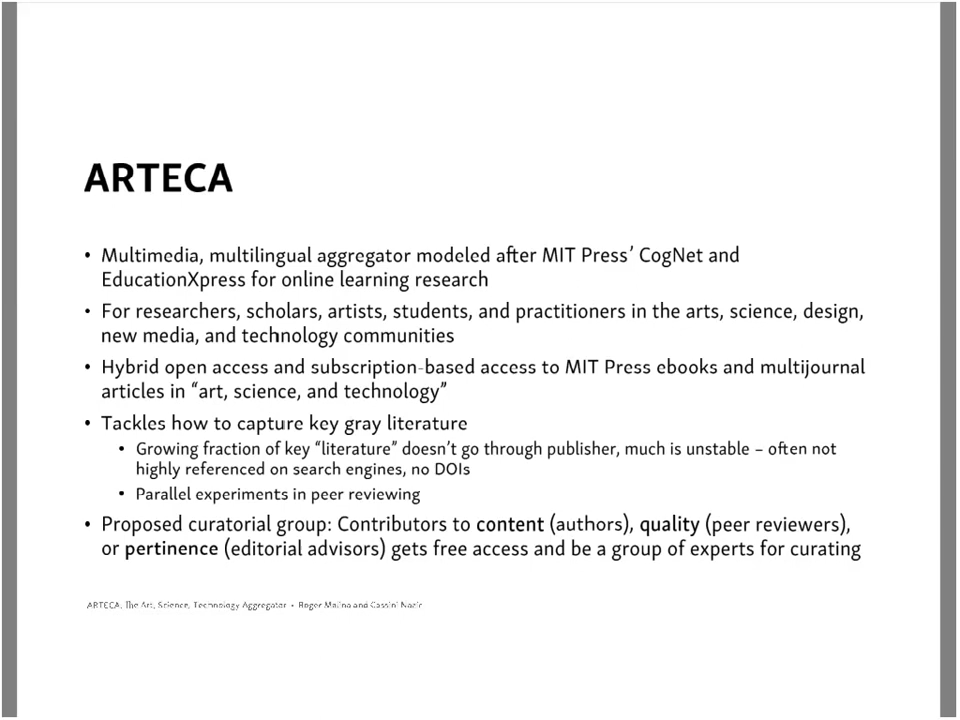 ARTECA
• Multimedia, multilingual aggregator modeled after MIT Press’ CogNet and
EducationXpress for online learning research
• For researchers, scholars, artists, students, and practitioners in the arts, science, design,
new media, and technology communities
• Hybrid open access and subscription-based access to MIT Press ebooks and multijournal
articles in “art, science, and technology”
• Tackles how to capture key gray literature
• Growing fraction of key “literature” doesn’t go through publisher, much is unstable – often not
highly referenced on search engines, no DOIs
• Parallel experiments in peer reviewing
• Proposed curatorial group: Contributors to content (authors), quality (peer reviewers),
or pertinence (editorial advisors) gets free access and be a group of experts for curating
ARTECA, The Art, Science, Technology Aggregator • Roger Malina and Cassini Nazir